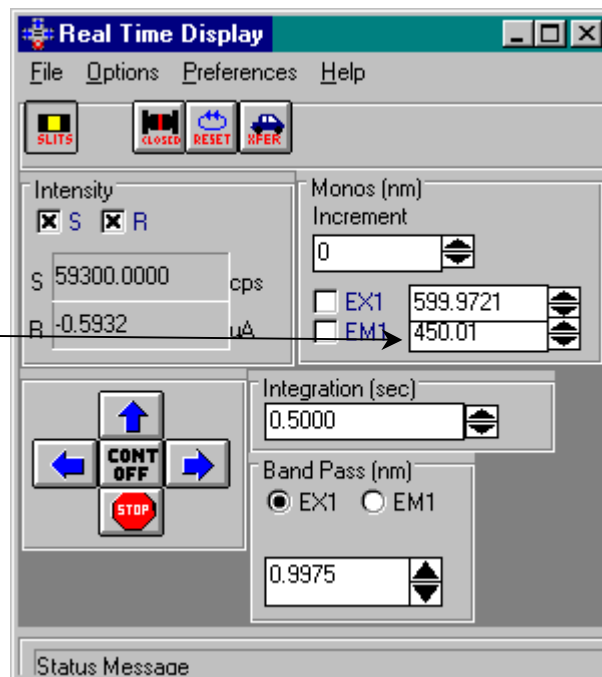 Real Time Display
File Options Preferences Help
SLITS CLOSED RESET XFER
Intensity
S R
S 59300.0000 cps
R -0.5932 uA
Monos (nm)
Increment
0
EX1 599.9721
EM1 450.01
CONT OFF
STOP
Integration (sec)
0.5000
Band Pass (nm)
EX1 EM1
0.9975
Status Message